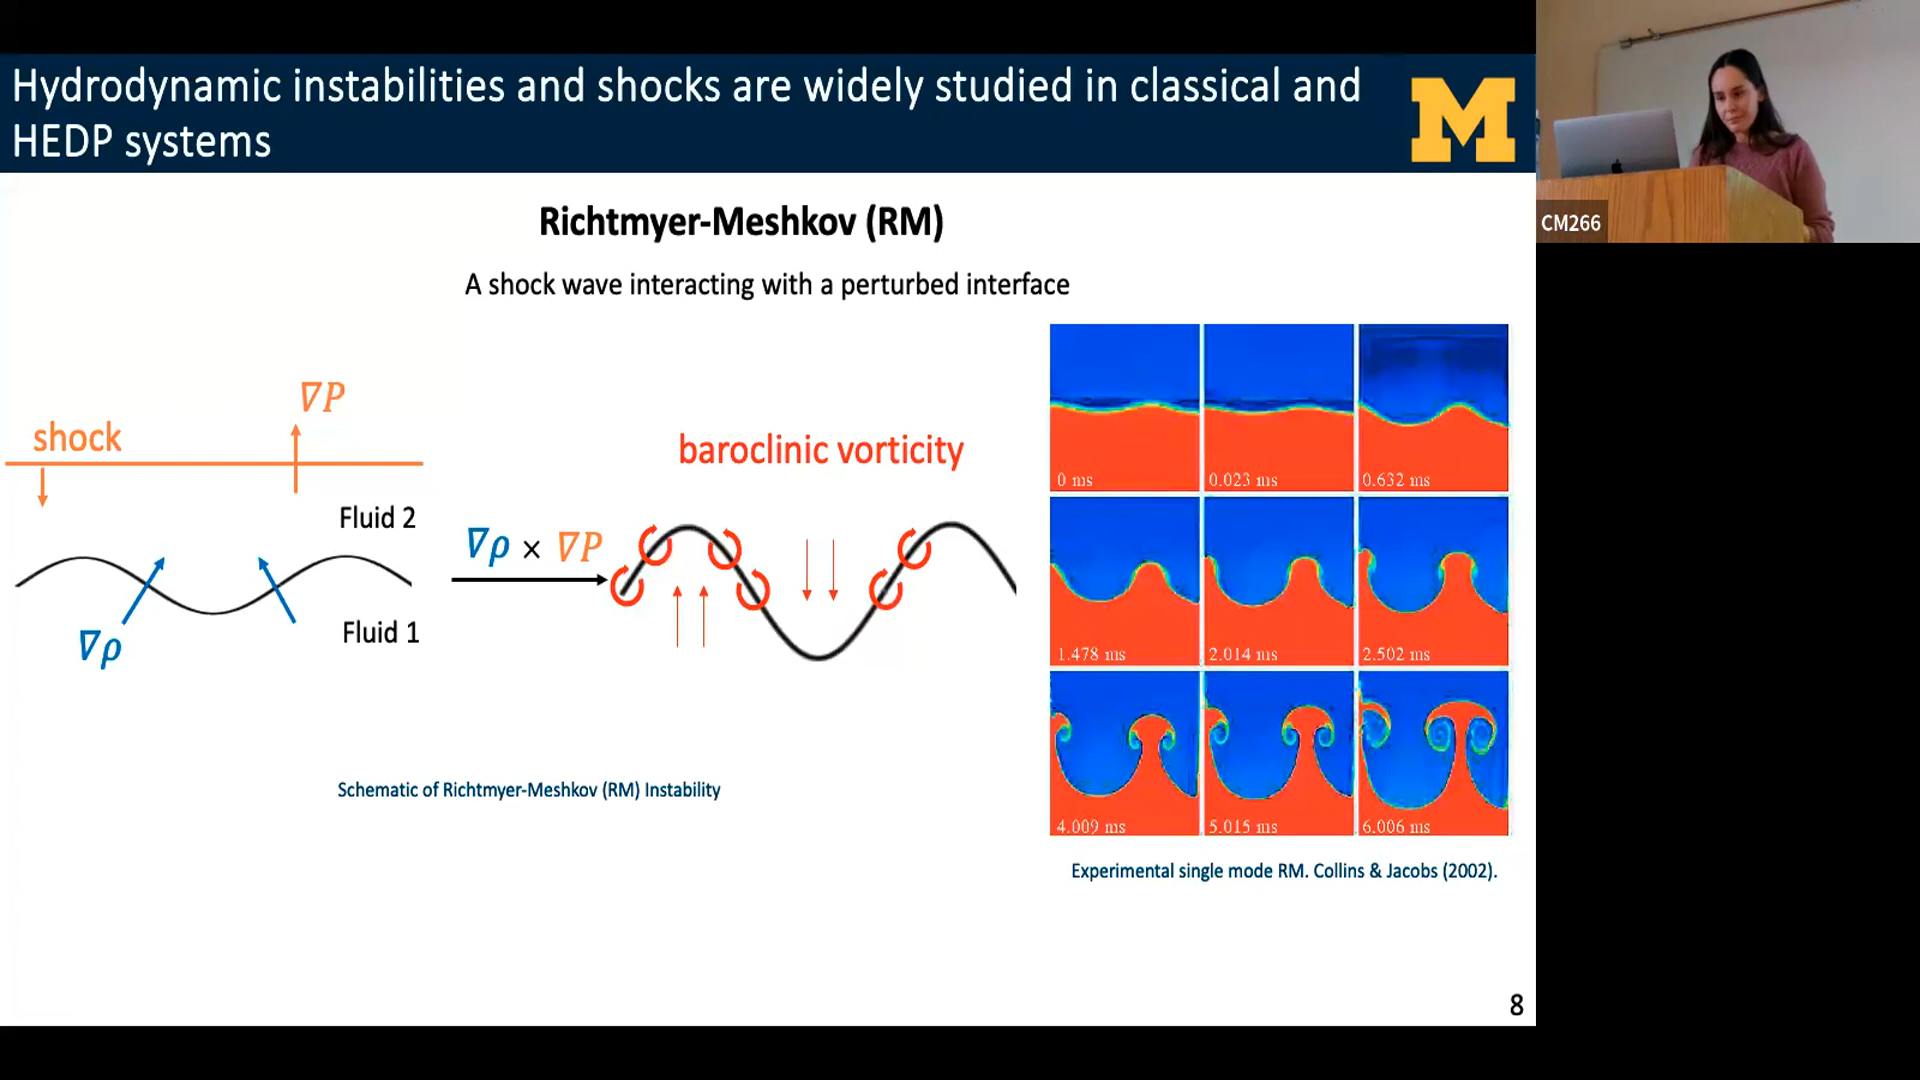 Hydrodynamic instabilities and shocks are widely studied in classical and
HEDP systems
M
CM266
Richtmyer-Meshkov (RM)
A shock wave interacting with a perturbed interface
∇P
shock
Fluid 2
Fluid 1
∇ρ
∇ρ × ∇P
baroclinic vorticity
Schematic of Richtmyer-Meshkov (RM) Instability
0 ms
0.023 ms
0.632 ms
1.478 ms
2.014 ms
2.502 ms
4.009 ms
5.015 ms
6.006 ms
Experimental single mode RM. Collins & Jacobs (2002).
8